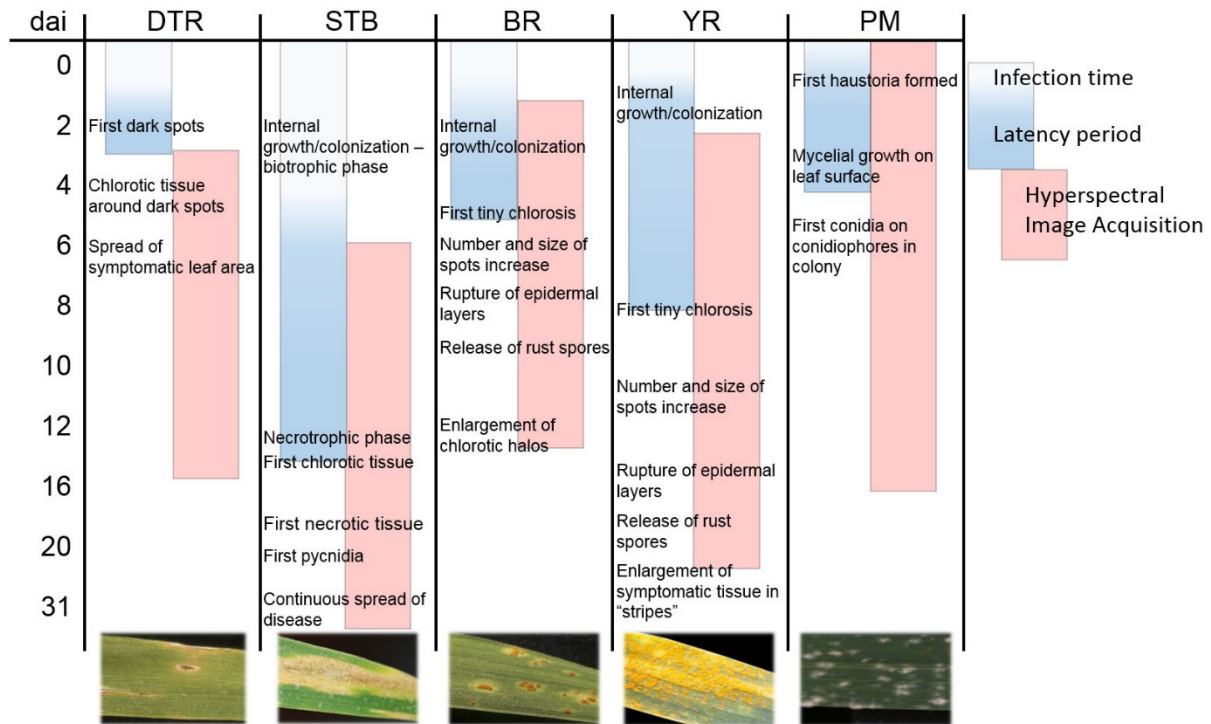 dai DTR STB BR YR PM
0
2
4
6
8
10
12
16
20
31
First dark spots
Chlorotic tissue
around dark spots
Spread of
symptomatic leaf area
Internal
growth/colonization –
biotrophic phase
Necrotrophic phase
First chlorotic tissue
First necrotic tissue
First pycnidia
Continuous spread of
disease
Internal
growth/colonization
First tiny chlorosis
Number and size of
spots increase
Rupture of epidermal
layers
Release of rust spores
Enlargement of
chlorotic halos
Internal
growth/colonization
First tiny chlorosis
Number and size of
spots increase
Rupture of epidermal
layers
Release of rust
spores
Enlargement of
symptomatic tissue in
“stripes”
First haustoria formed
Mycelial growth on
leaf surface
First conidia on
conidiophores in
colony
Infection time
Latency period
Hyperspectral
Image Acquisition